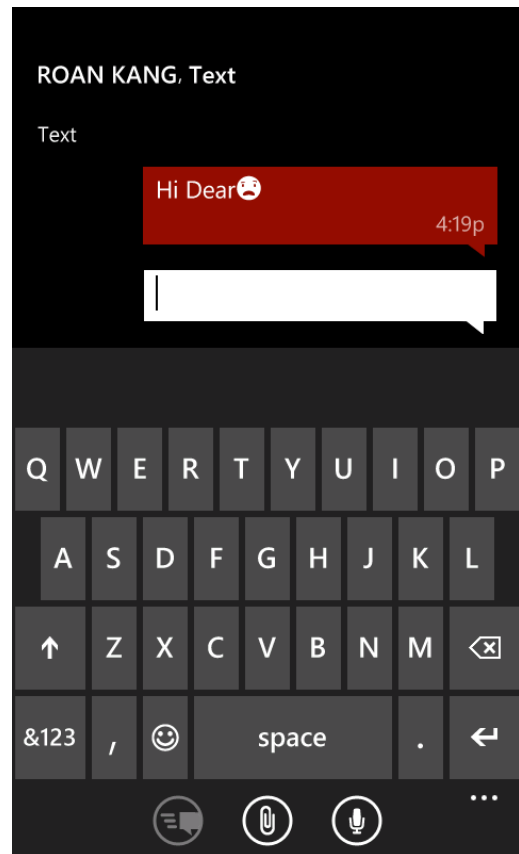 ROAN KANG, Text
Text
Hi Dear😧
4:19p
Q W E R T Y U I O P
A S D F G H J K L
Z X C V B N M
&123 , space .